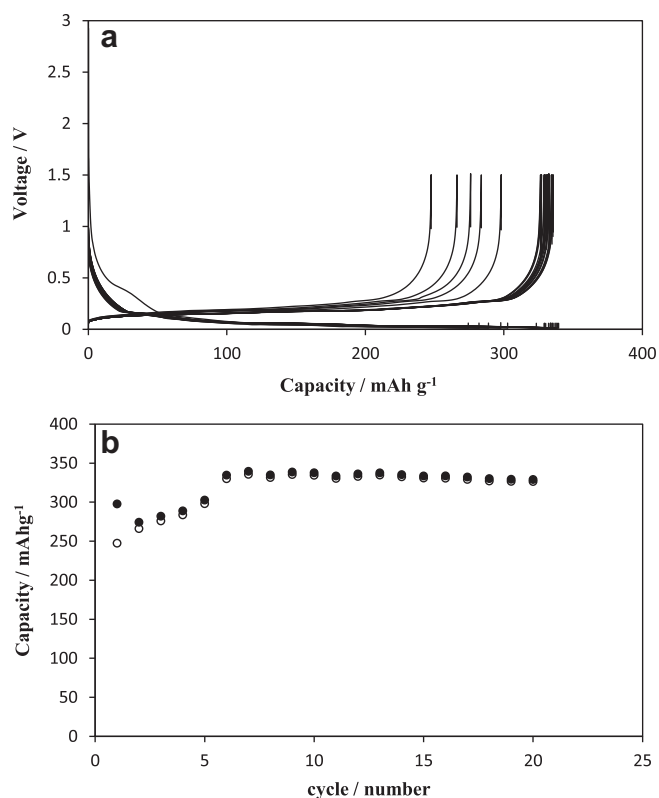 a
3
2.5
2
1.5
1
0.5
0
Voltage / V
0 100 200 300 400
Capacity / mAh g-1
b
400
350
300
250
200
150
100
50
0
Capacity / mAhg-1
0 5 10 15 20 25
cycle / number